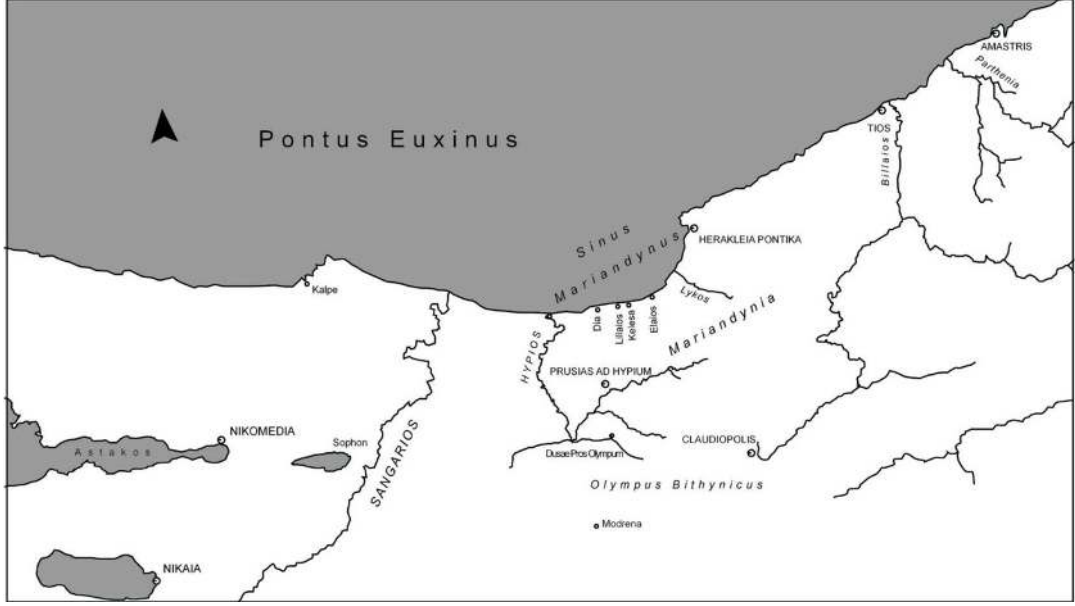 AMASTRIS
Parthenia
Pontus Euxinus
TIOS
Billaios
Sinus
Mariandynus
HERAKLEIA PONTIKA
Kalpe
Lykos
Dia
Lilaios
Kelesa
Elaios
Mariandynia
HYPIOS
PRUSIAS AD HYPIUM
NIKOMEDIA
Astakos
Sophon
SANGARIOS
CLAUDIOPOLIS
Dusae Pros Olympum
Olympus Bithynicus
Modrena
NIKAIA